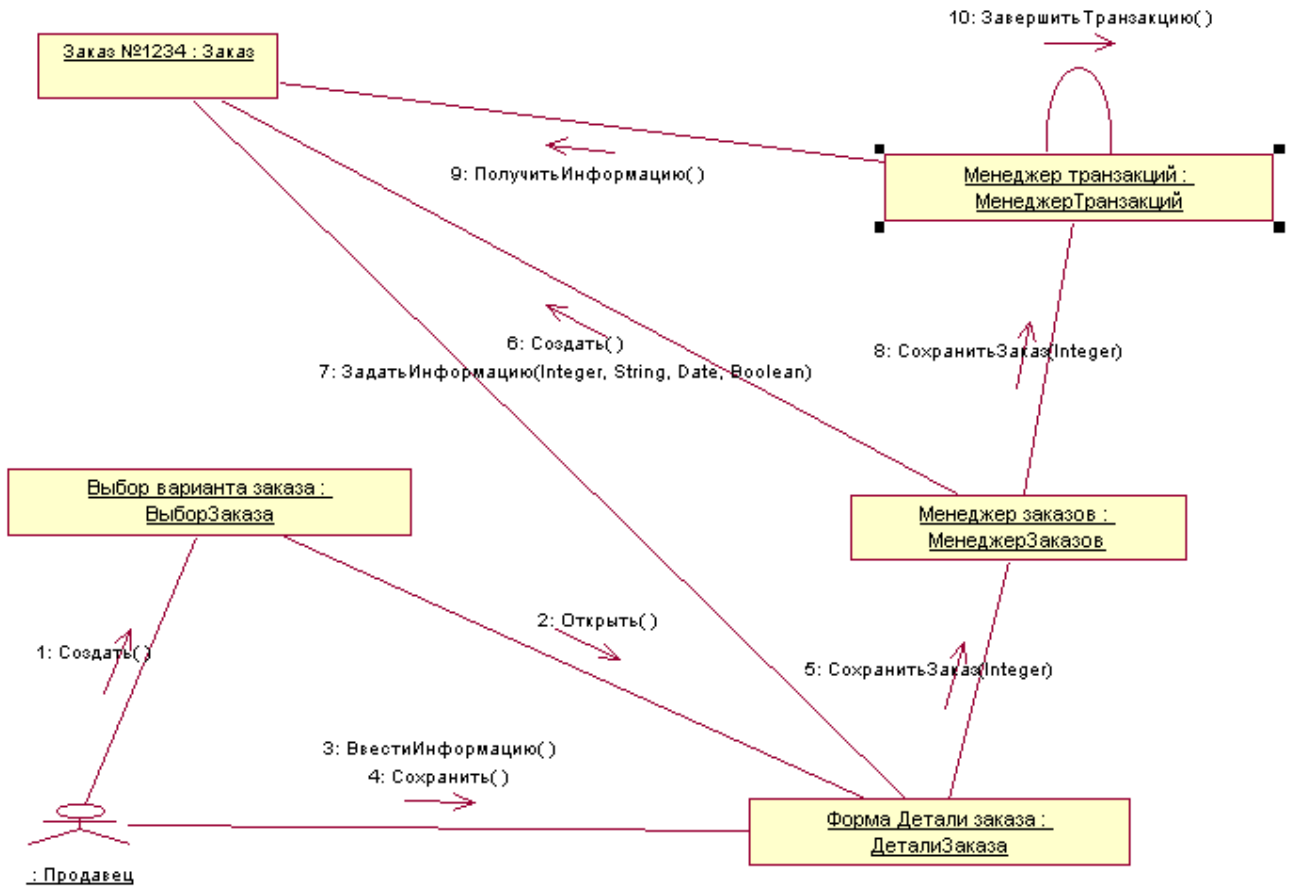 10: ЗавершитьТранзакцию( )
Заказ №1234 : Заказ
9: ПолучитьИнформацию( )
Менеджер транзакций :
МенеджерТранзакций
6: Создать( )
7: ЗадатьИнформацию(Integer, String, Date, Boolean)
8: СохранитьЗаказ(Integer)
Выбор варианта заказа :
ВыборЗаказа
Менеджер заказов :
МенеджерЗаказов
2: Открыть( )
1: Создать( )
5: СохранитьЗаказ(Integer)
3: ВвестиИнформацию( )
4: Сохранить( )
Форма Детали заказа :
ДеталиЗаказа
: Продавец